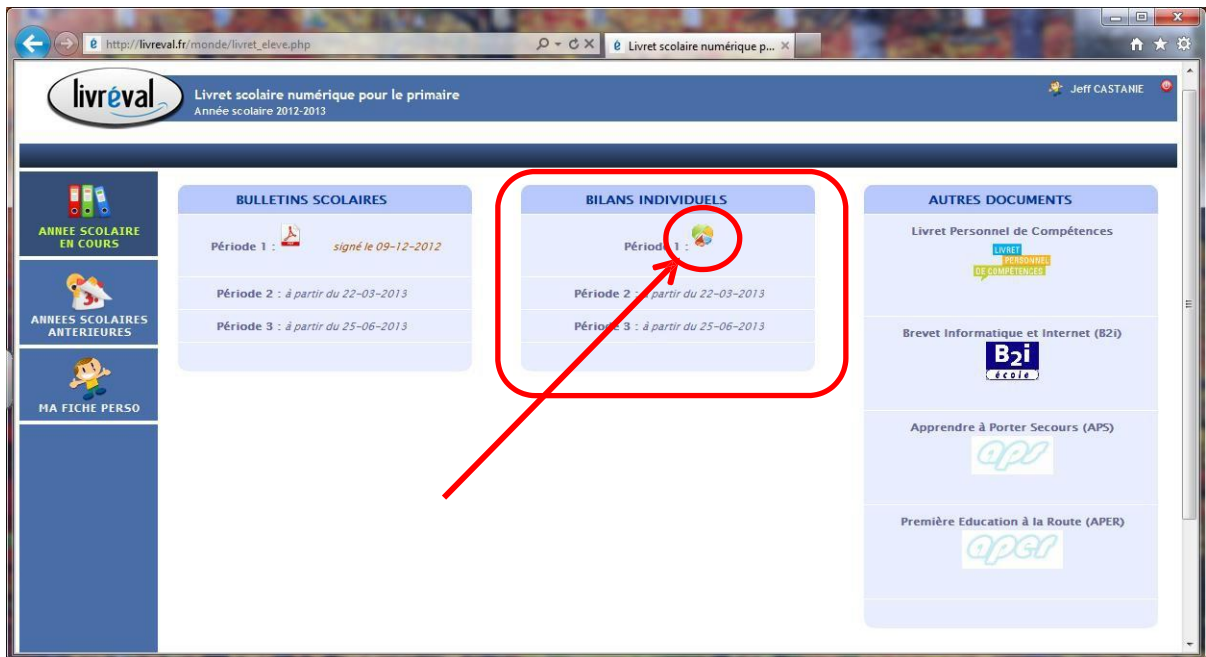 http://livreval.fr/monde/livret_eleve.php
Livret scolaire numérique p...
livréval
Livret scolaire numérique pour le primaire
Année scolaire 2012-2013
Jeff CASTANIE
ANNEE SCOLAIRE
EN COURS
ANNEES SCOLAIRES
ANTERIEURES
MA FICHE PERSO
BULLETINS SCOLAIRES
Période 1 : signé le 09-12-2012
Période 2 : à partir du 22-03-2013
Période 3 : à partir du 25-06-2013
BILANS INDIVIDUELS
Période 1 :
Période 2 : à partir du 22-03-2013
Période 3 : à partir du 25-06-2013
AUTRES DOCUMENTS
Livret Personnel de Compétences
LIVRET
PERSONNEL
DE COMPÉTENCES
Brevet Informatique et Internet (B2i)
B2i
école
Apprendre à Porter Secours (APS)
aps
Première Education à la Route (APER)
aper